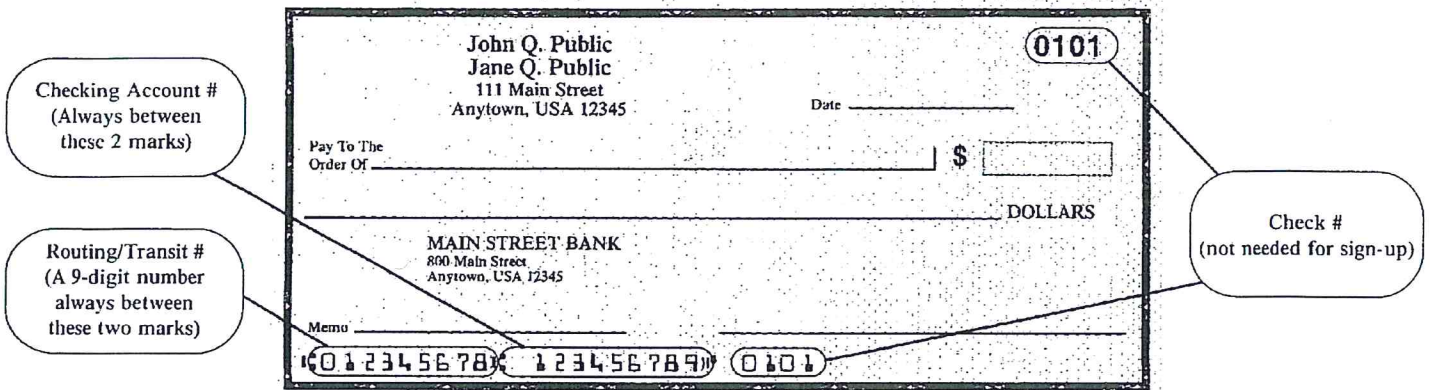 John Q. Public
Jane Q. Public
111 Main Street
Anytown, USA 12345
0101
Date
Checking Account #
(Always between
these 2 marks)
Pay To The
Order Of
$
DOLLARS
MAIN STREET BANK
800 Main Street
Anytown, USA 12345
Routing/Transit #
(A 9-digit number
always between
these two marks)
Check #
(not needed for sign-up)
Memo
⑆012345678⑆ 123456789⑈ 0101